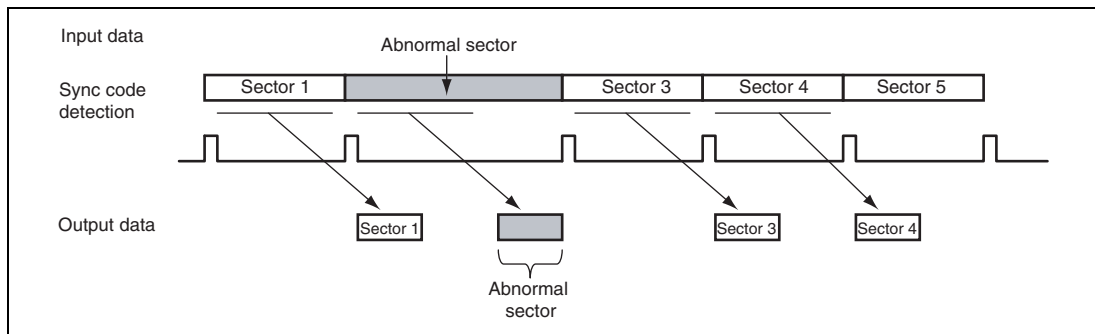 Input data
Abnormal sector
Sync code
detection
Sector 1
Sector 3
Sector 4
Sector 5
Output data
Sector 1
Sector 3
Sector 4
Abnormal
sector